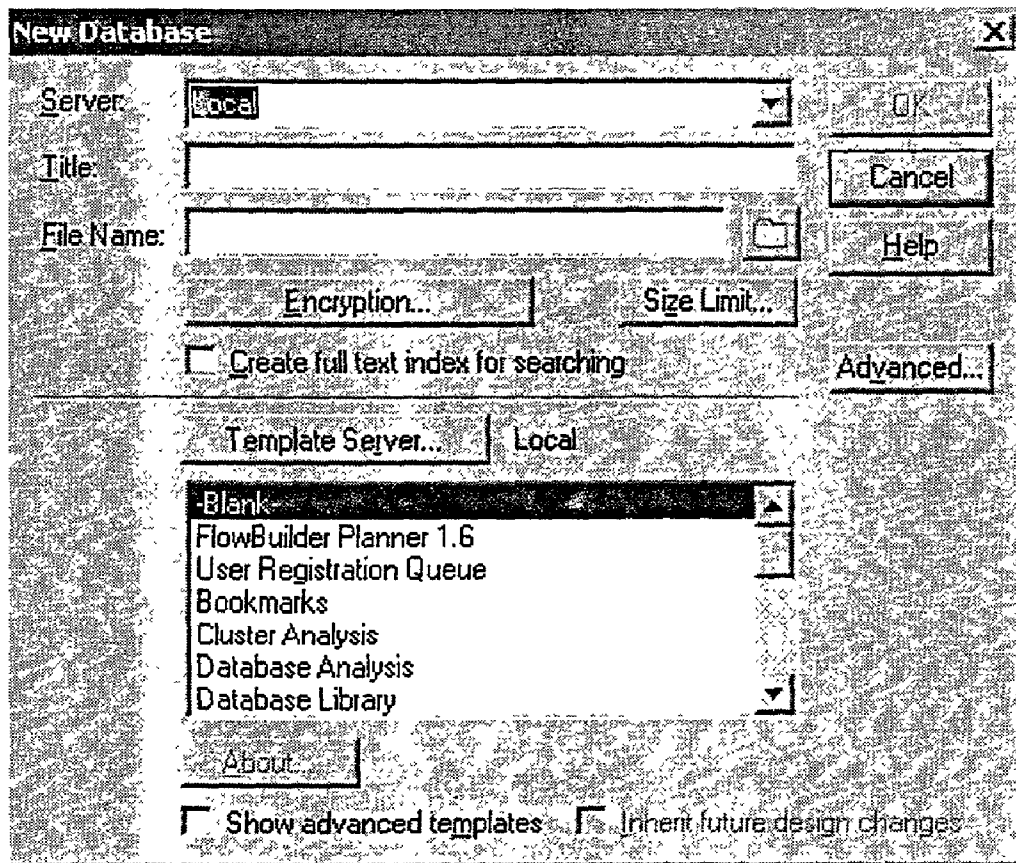 New Database
Server: Local
OK
Title:
Cancel
File Name:
Help
Encryption... Size Limit...
Create full text index for searching
Advanced...
Template Server... Local
-Blank-
FlowBuilder Planner 1.6
User Registration Queue
Bookmarks
Cluster Analysis
Database Analysis
Database Library
About...
Show advanced templates Inherit future design changes